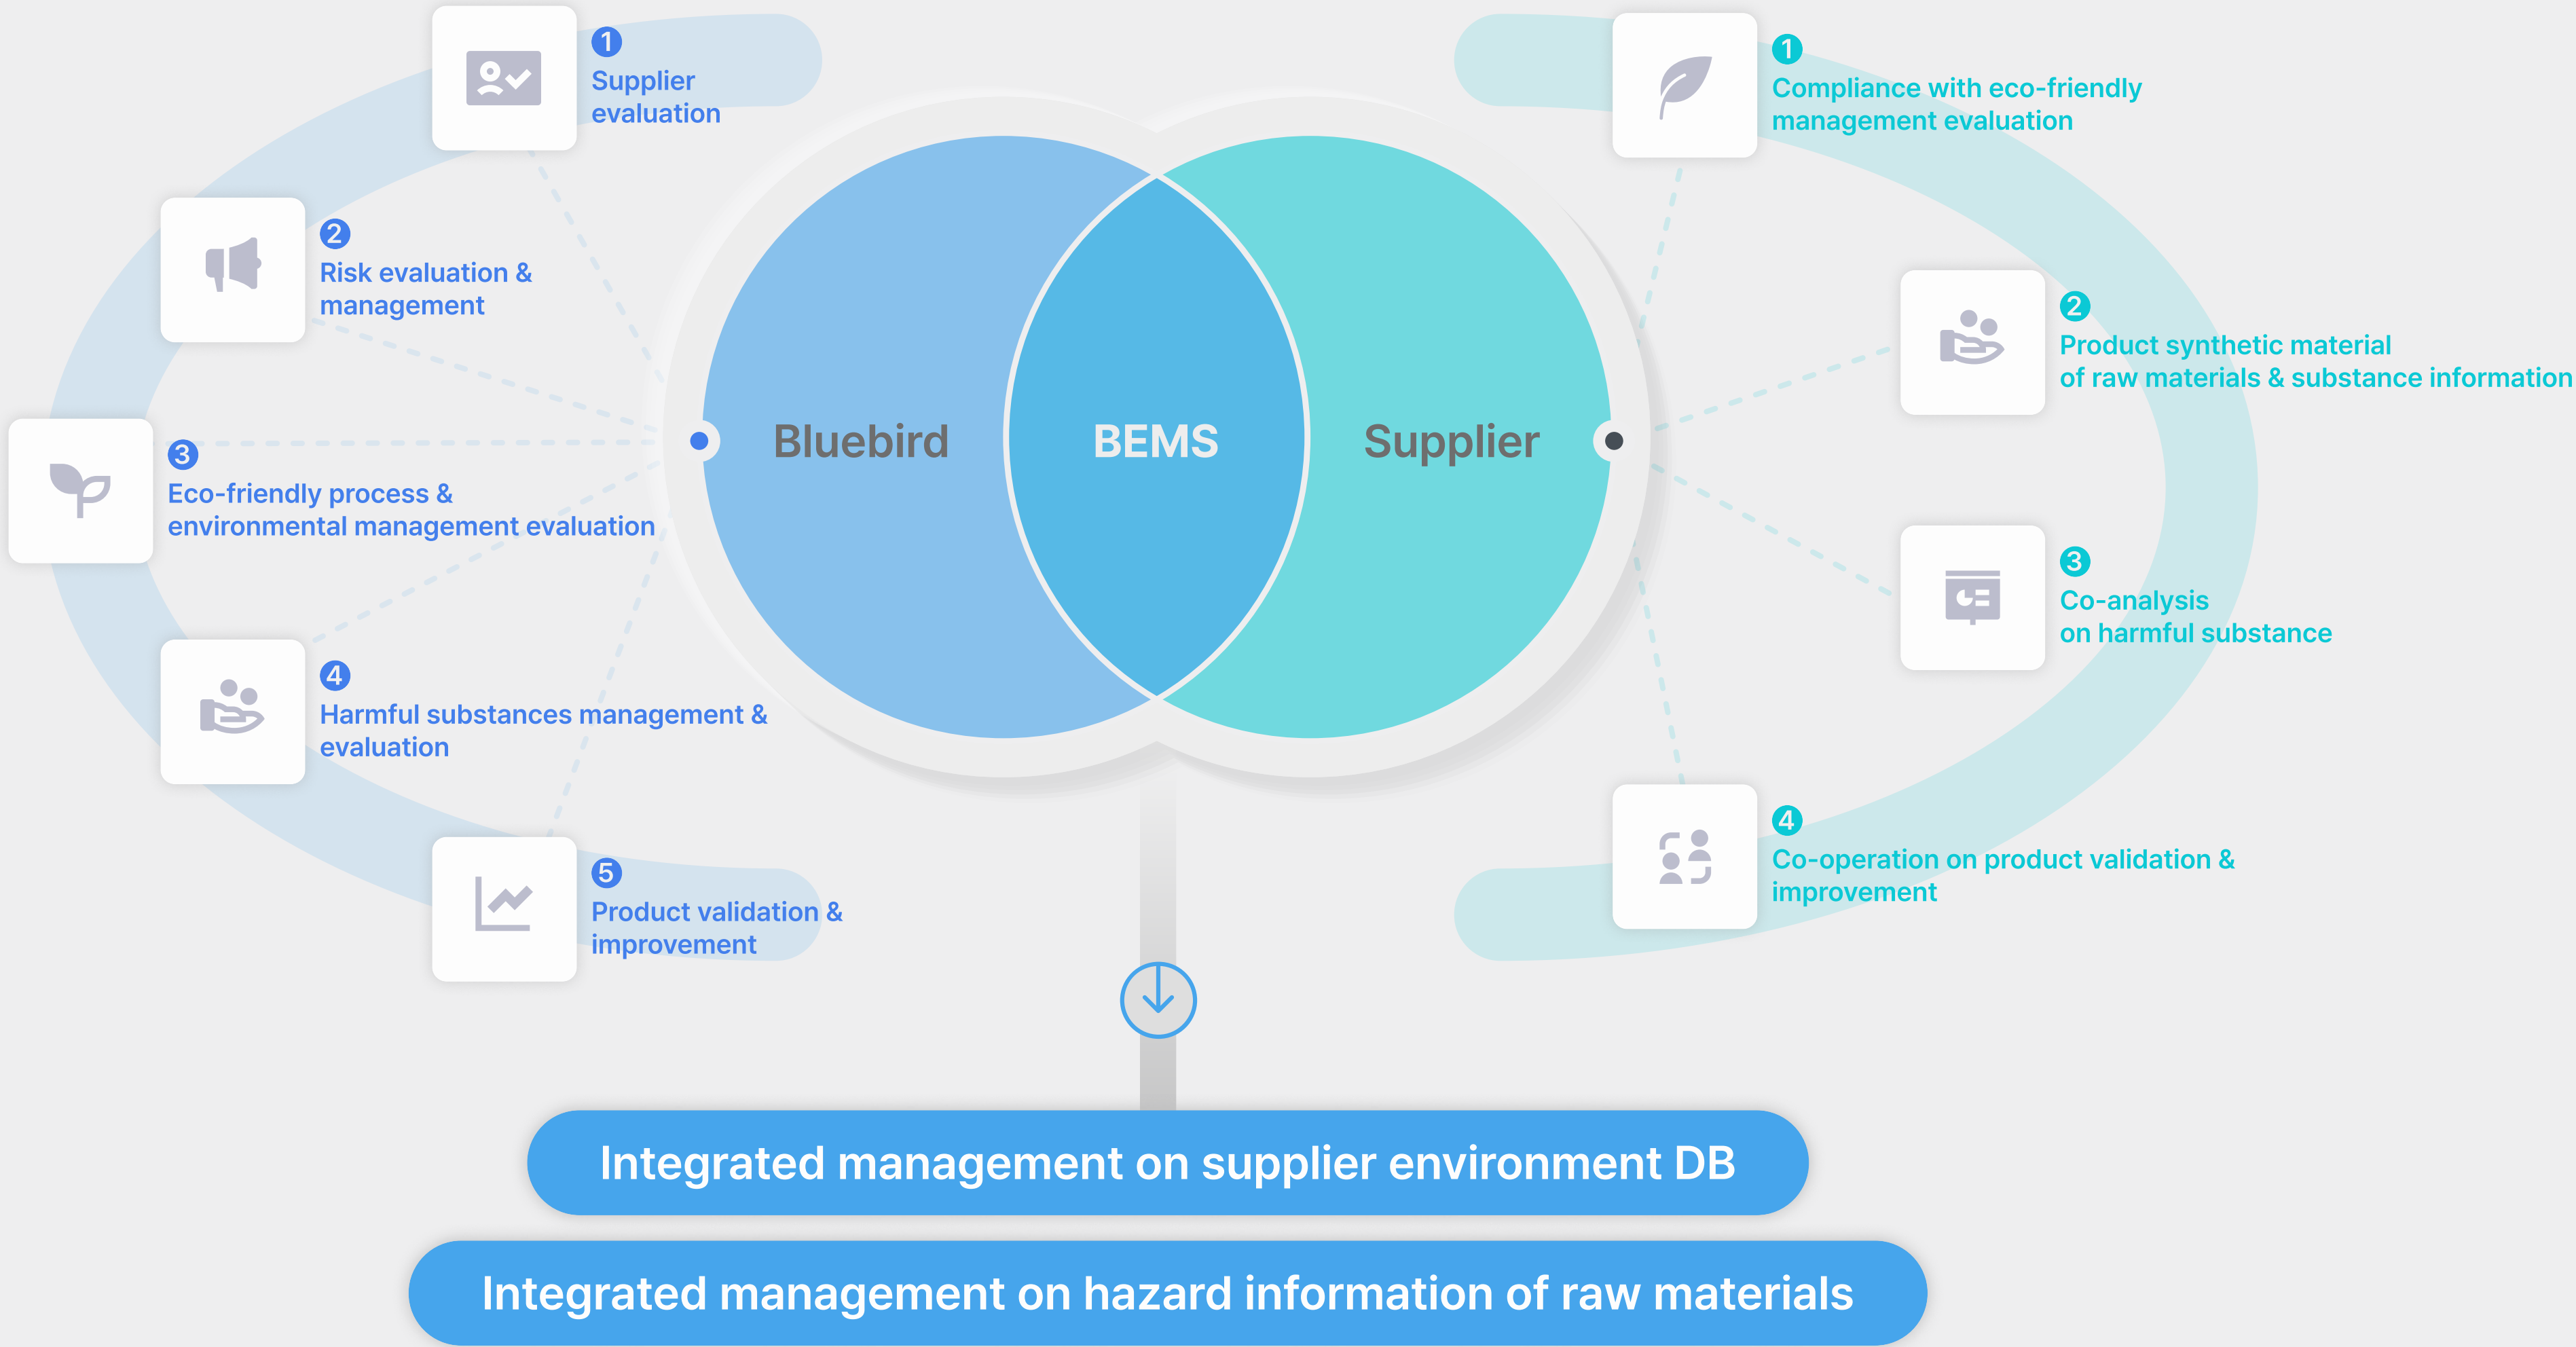 1
Supplier
evaluation
2
Risk evaluation &
management
3
Eco-friendly process &
environmental management evaluation
4
Harmful substances management &
evaluation
5
Product validation &
improvement
Bluebird
BEMS
Supplier
1
Compliance with eco-friendly
management evaluation
2
Product synthetic material
of raw materials & substance information
3
Co-analysis
on harmful substance
4
Co-operation on product validation &
improvement
Integrated management on supplier environment DB
Integrated management on hazard information of raw materials